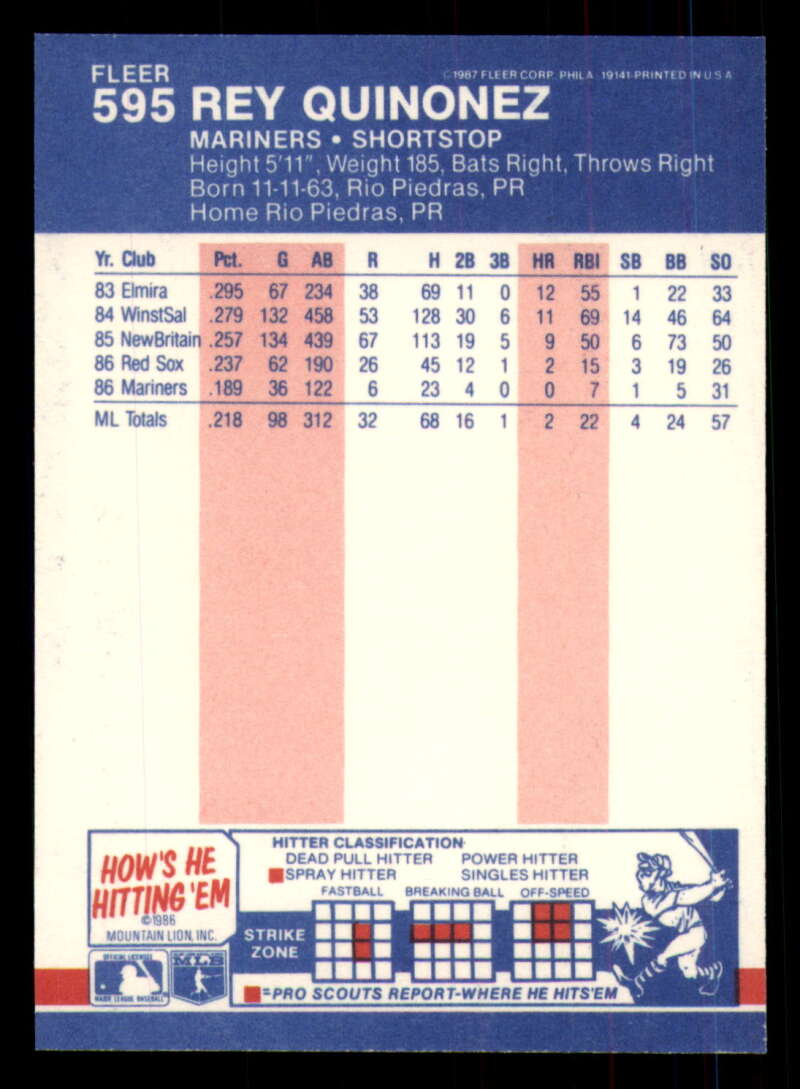 FLEER
©1987 FLEER CORP. PHILA. 19141-PRINTED IN U S A
595 REY QUINONEZ
MARINERS • SHORTSTOP
Height 5'11", Weight 185, Bats Right, Throws Right
Born 11-11-63, Rio Piedras, PR
Home Rio Piedras, PR
Yr. Club Pct. G AB R H 2B 3B HR RBI SB BB SO
83 Elmira .295 67 234 38 69 11 0 12 55 1 22 33
84 WinstSal .279 132 458 53 128 30 6 11 69 14 46 64
85 NewBritain .257 134 439 67 113 19 5 9 50 6 73 50
86 Red Sox .237 62 190 26 45 12 1 2 15 3 19 26
86 Mariners .189 36 122 6 23 4 0 0 7 1 5 31
ML Totals .218 98 312 32 68 16 1 2 22 4 24 57
HOW'S HE
HITTING 'EM
©1986
MOUNTAIN LION, INC.
HITTER CLASSIFICATION
DEAD PULL HITTER POWER HITTER
SPRAY HITTER SINGLES HITTER
FASTBALL BREAKING BALL OFF-SPEED
STRIKE
ZONE
=PRO SCOUTS REPORT-WHERE HE HITS'EM
OFFICIAL LICENSEE
MAJOR LEAGUE BASEBALL
MLB